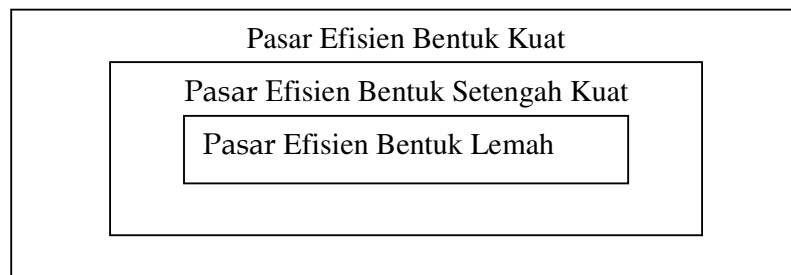 Pasar Efisien Bentuk Kuat
Pasar Efisien Bentuk Setengah Kuat
Pasar Efisien Bentuk Lemah